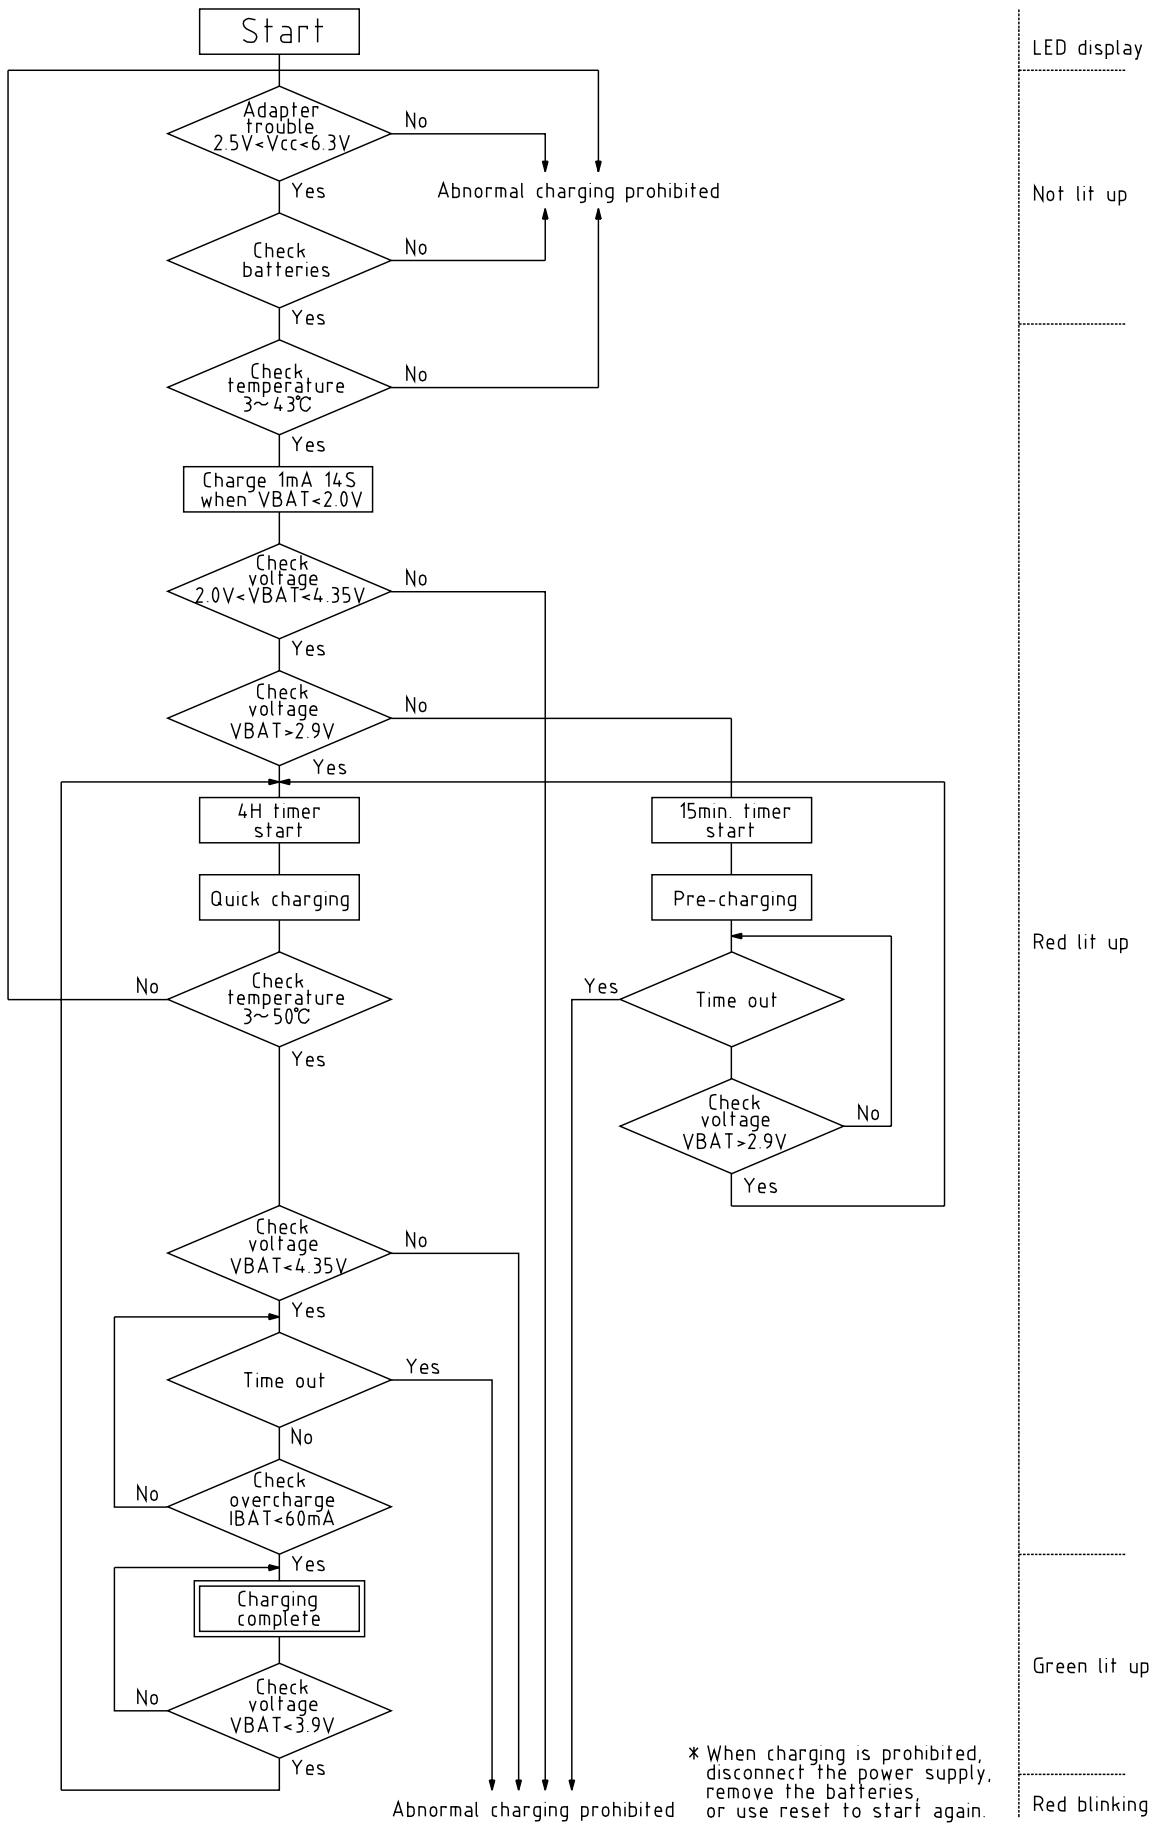 Start
LED display
Adapter
trouble
2.5V<Vcc<6.3V
No
Yes
Abnormal charging prohibited
Not lit up
Check
batteries
No
Yes
Check
temperature
3~43℃
No
Yes
Charge 1mA 14S
when VBAT<2.0V
Check
voltage
2.0V<VBAT<4.35V
No
Yes
Check
voltage
VBAT>2.9V
No
Yes
4H timer
start
15min. timer
start
Quick charging
Pre-charging
Red lit up
No
Check
temperature
3~50℃
Yes
Yes
Time out
Check
voltage
VBAT>2.9V
No
Yes
Check
voltage
VBAT<4.35V
No
Yes
Time out
Yes
No
Check
overcharge
IBAT<60mA
No
Yes
Charging
complete
Green lit up
Check
voltage
VBAT<3.9V
No
Yes
* When charging is prohibited,
disconnect the power supply,
remove the batteries,
or use reset to start again.
Abnormal charging prohibited
Red blinking